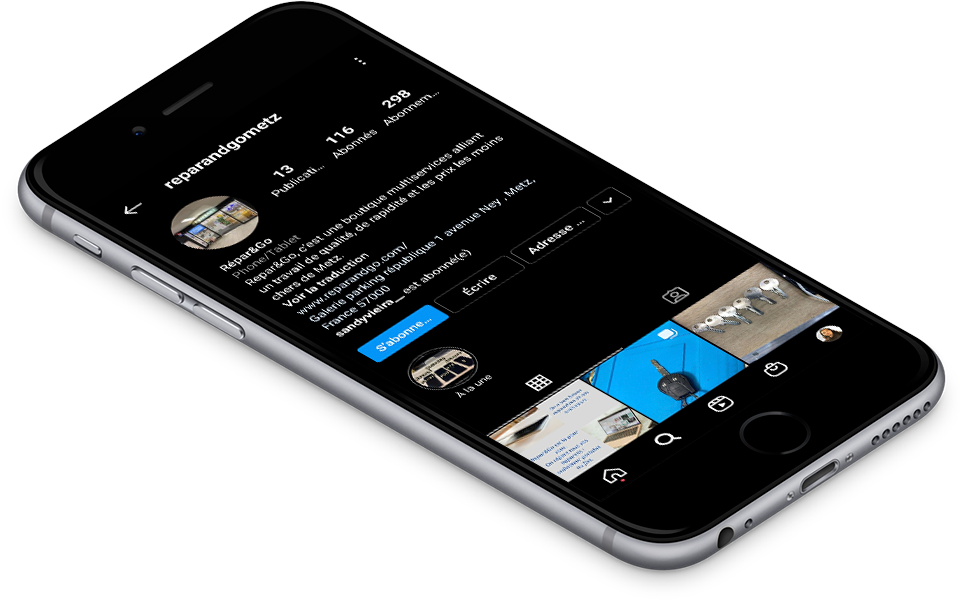 reparandgometz
13
Publicati...
116
Abonnés
298
Abonnem...
Répar&Go
Phone/Tablet
Repar&Go, c'est une boutique multiservices alliant
un travail de qualité, de rapidité et les prix les moins
chers de Metz.
Voir la traduction
www.reparandgo.com/
Galerie parking république 1 avenue Ney , Metz,
France 57000
sandyvieira__ est abonné(e)
S'abonne...
Écrire
Adresse ...
À la une